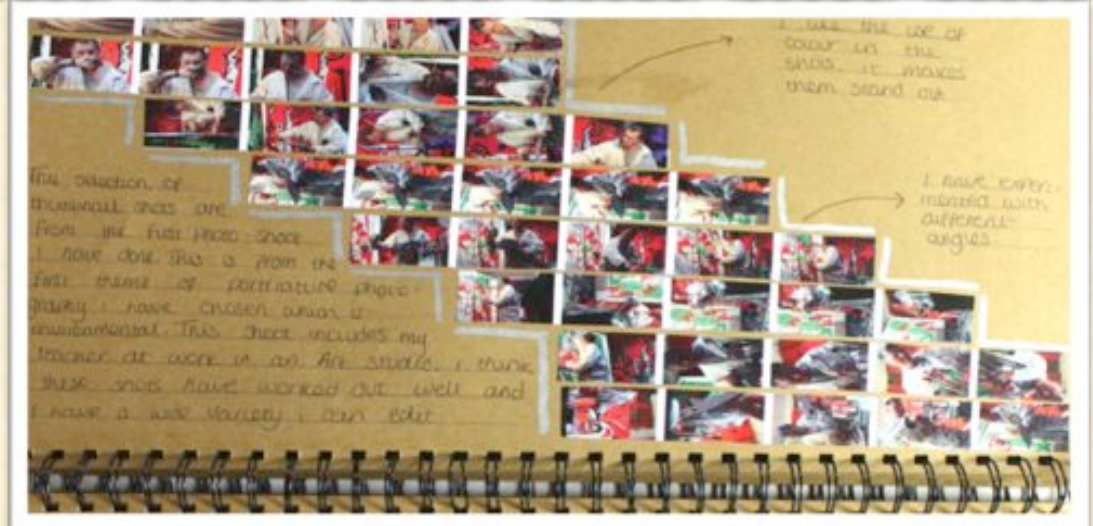 I like the use of
colour in the
shots, it makes
them stand out
I have experi-
mented with
different
angles.
This selection of
thumbnail shots are
from the first photo shoot
I have done. This is from the
first theme of portraiture photo-
graphy I have chosen which is
environmental. This shoot includes my
teacher at work in an Art studio. I think
these shots have worked out well and
I have a wide variety I can edit